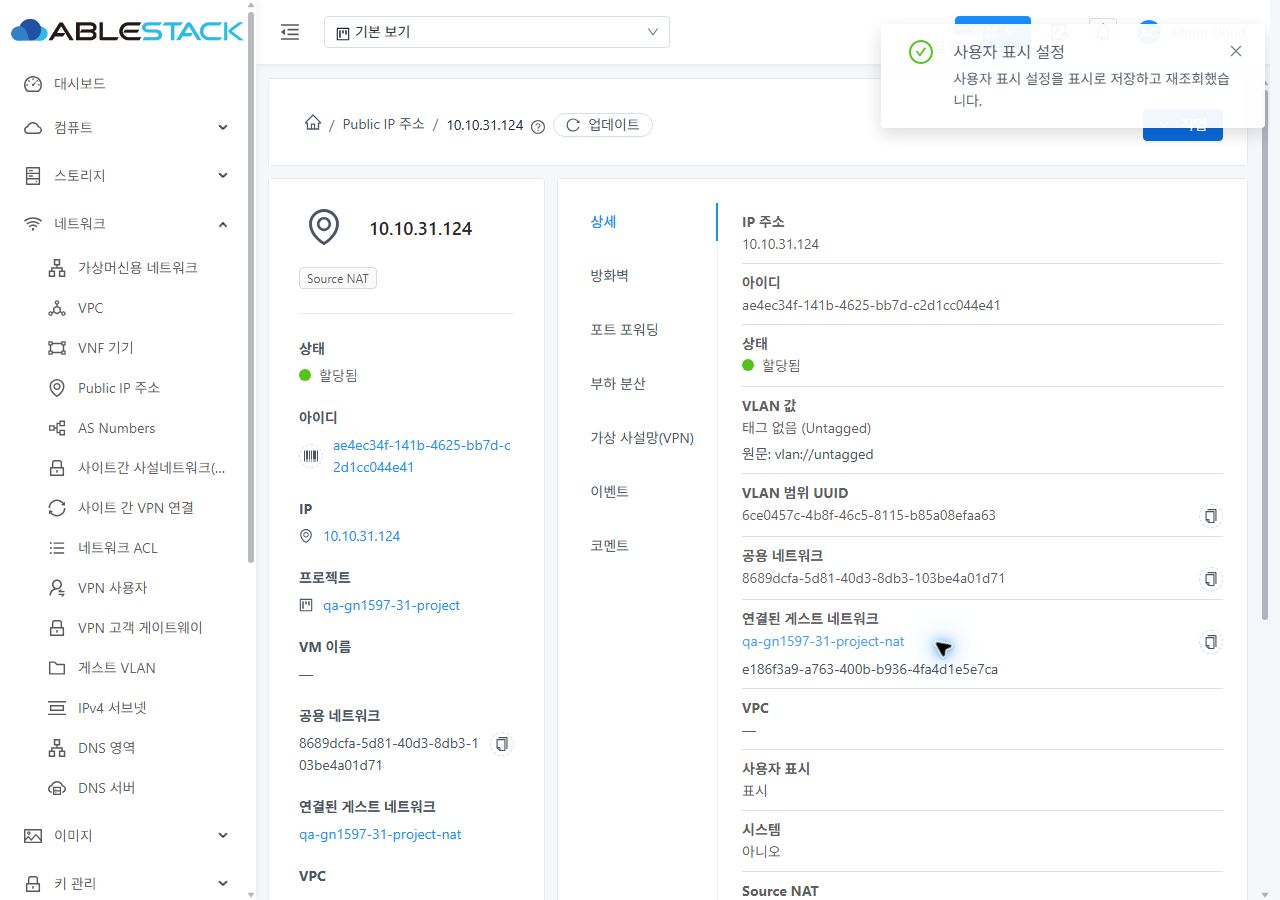 ABLESTACK
기본 보기
사용자 표시 설정
사용자 표시 설정을 표시로 저장하고 재조회했습
니다.
대시보드
컴퓨트
스토리지
네트워크
가상머신용 네트워크
VPC
VNF 기기
Public IP 주소
AS Numbers
사이트간 사설네트워크(...
사이트 간 VPN 연결
네트워크 ACL
VPN 사용자
VPN 고객 게이트웨이
게스트 VLAN
IPv4 서브넷
DNS 영역
DNS 서버
이미지
키 관리
/ Public IP 주소 / 10.10.31.124 업데이트
작업
10.10.31.124
Source NAT
상태
할당됨
아이디
ae4ec34f-141b-4625-bb7d-c
2d1cc044e41
IP
10.10.31.124
프로젝트
qa-gn1597-31-project
VM 이름
—
공용 네트워크
8689dcfa-5d81-40d3-8db3-1
03be4a01d71
연결된 게스트 네트워크
qa-gn1597-31-project-nat
VPC
상세
방화벽
포트 포워딩
부하 분산
가상 사설망(VPN)
이벤트
코멘트
IP 주소
10.10.31.124
아이디
ae4ec34f-141b-4625-bb7d-c2d1cc044e41
상태
할당됨
VLAN 값
태그 없음 (Untagged)
원문: vlan://untagged
VLAN 범위 UUID
6ce0457c-4b8f-46c5-8115-b85a08efaa63
공용 네트워크
8689dcfa-5d81-40d3-8db3-103be4a01d71
연결된 게스트 네트워크
qa-gn1597-31-project-nat
e186f3a9-a763-400b-b936-4fa4d1e5e7ca
VPC
—
사용자 표시
표시
시스템
아니오
Source NAT